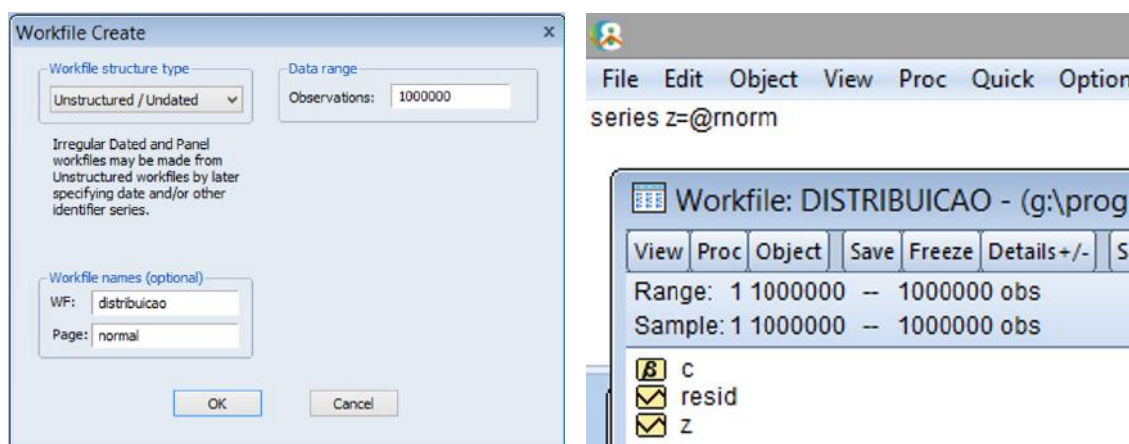 Workfile Create x
Workfile structure type
Unstructured / Undated
Irregular Dated and Panel
workfiles may be made from
Unstructured workfiles by later
specifying date and/or other
identifier series.
Data range
Observations: 1000000
Workfile names (optional)
WF: distribuicao
Page: normal
OK Cancel
File Edit Object View Proc Quick Option
series z=@rnorm
Workfile: DISTRIBUICAO - (g:\prog
View Proc Object Save Freeze Details+/- S
Range: 1 1000000 -- 1000000 obs
Sample: 1 1000000 -- 1000000 obs
β c
resid
z